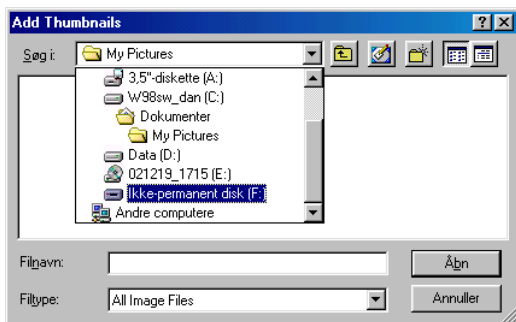 Add Thumbnails
Søg i: My Pictures
3,5"-diskette (A:)
W98sw_dan (C:)
Dokumenter
My Pictures
Data (D:)
021219_1715 (E:)
Ikke-permanent disk (F:
Andre computere
Filnavn: Åbn
Filtype: All Image Files Annuller